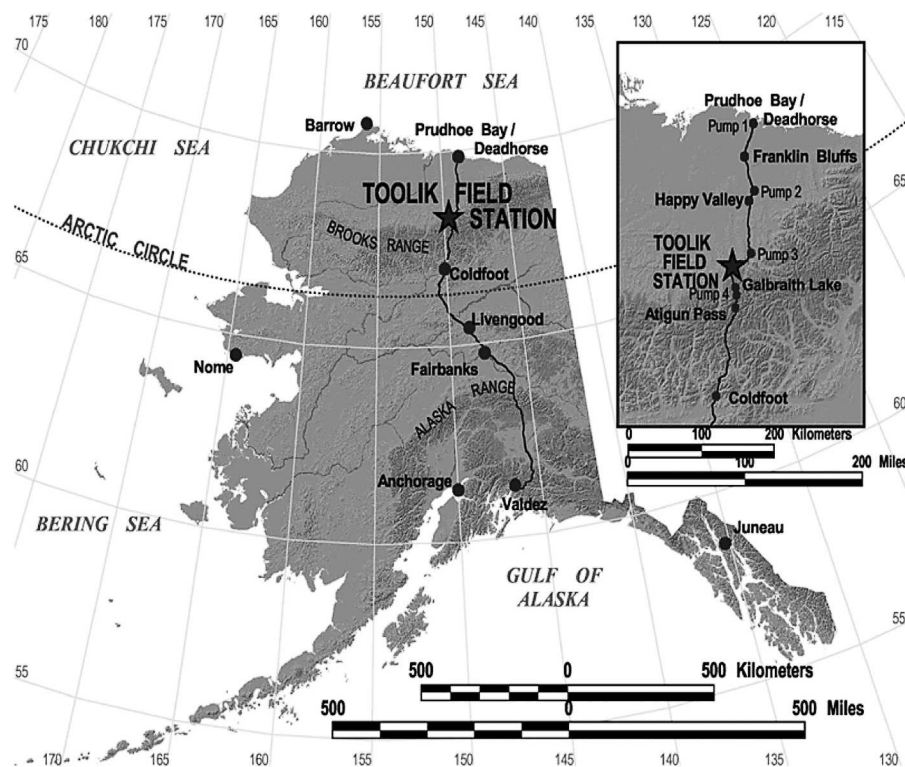 175 180 175 170 165 160 155 150 145 140 135 130 125 120 115
70
BEAUFORT SEA
Barrow
Prudhoe Bay /
Deadhorse
CHUKCHI SEA
TOOLIK FIELD
STATION
BROOKS RANGE
ARCTIC CIRCLE
65
Coldfoot
Livengood
Nome
Fairbanks
ALASKA RANGE
60
Anchorage
Valdez
BERING SEA
Juneau
GULF OF
ALASKA
55
Prudhoe Bay /
Pump 1
Deadhorse
Franklin Bluffs
Pump 2
Happy Valley
Pump 3
TOOLIK
FIELD
STATION
Galbraith Lake
Pump 4
Atigun Pass
Coldfoot
65
60
55
0 100 200 Kilometers
0 100 200 Miles
500 0 500 Kilometers
500 0 500 Miles
170 165 160 155 150 145 140 135 130